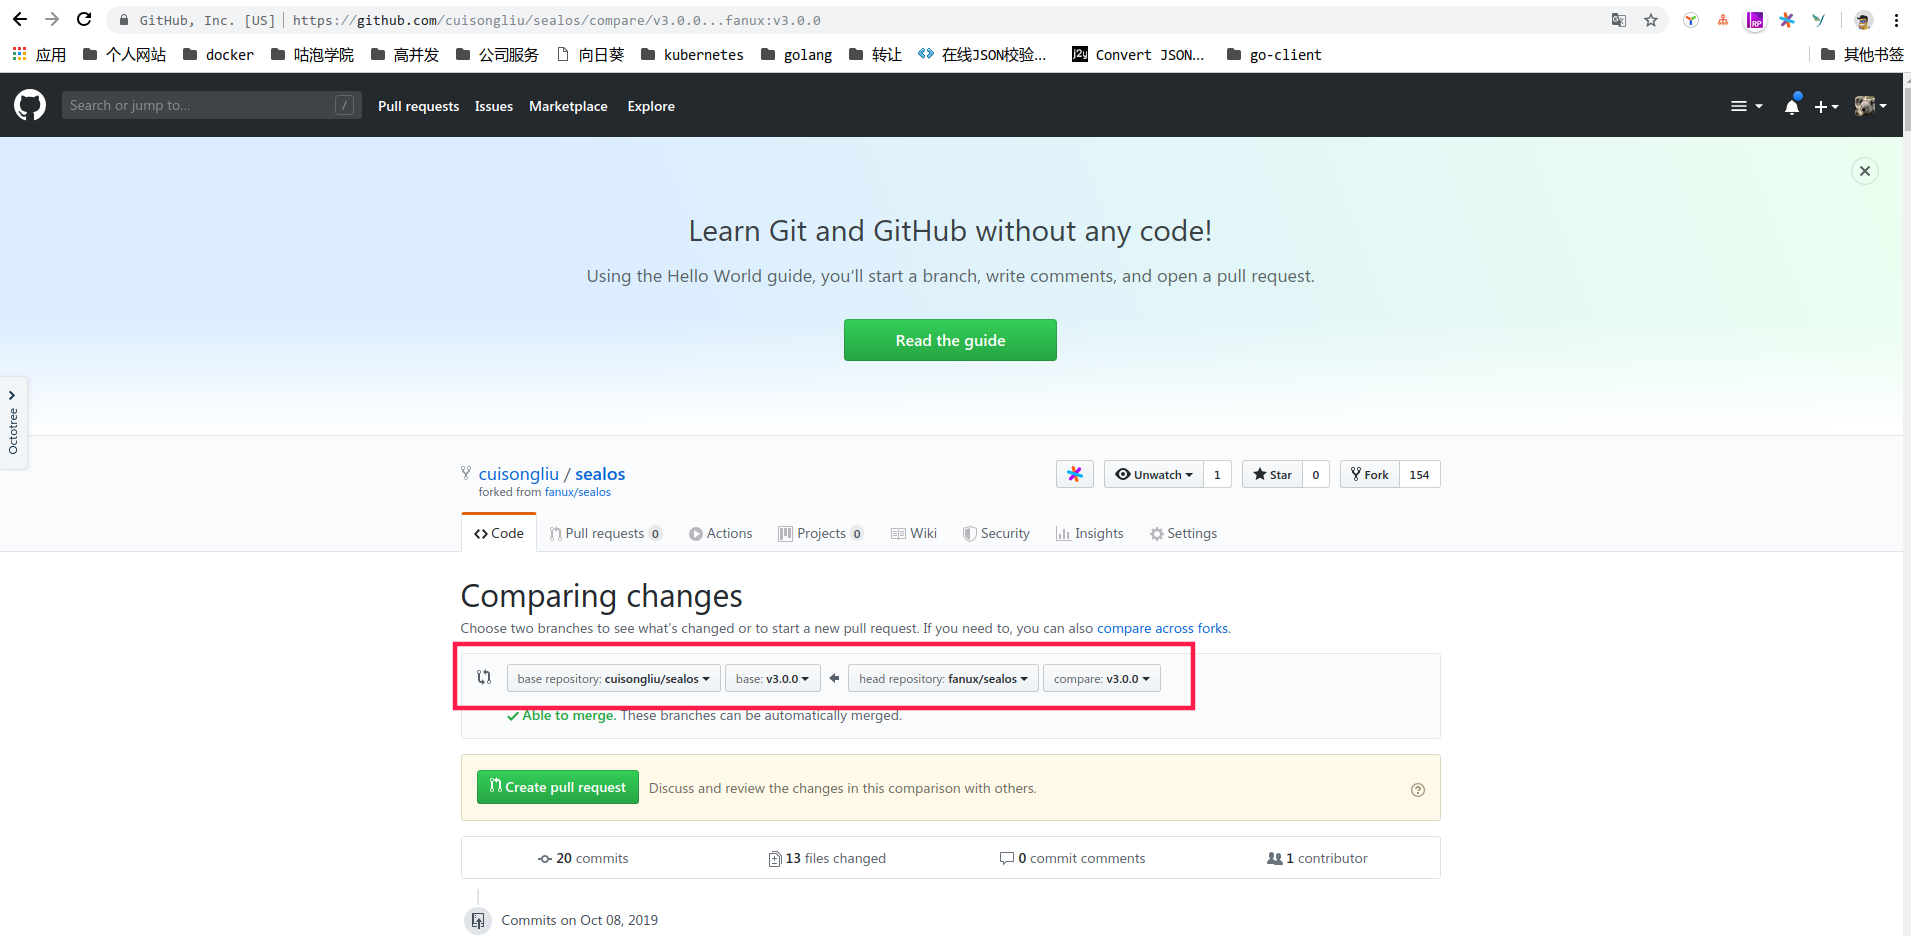 GitHub, Inc. [US] | https://github.com/cuisongliu/sealos/compare/v3.0.0...fanux:v3.0.0
应用 个人网站 docker 咕泡学院 高并发 公司服务 向日葵 kubernetes golang 转让 在线JSON校验... Convert JSON... go-client 其他书签
Search or jump to... / Pull requests Issues Marketplace Explore
Learn Git and GitHub without any code!
Using the Hello World guide, you’ll start a branch, write comments, and open a pull request.
Read the guide
Octotree
cuisongliu / sealos
forked from fanux/sealos
Unwatch 1 Star 0 Fork 154
Code Pull requests 0 Actions Projects 0 Wiki Security Insights Settings
Comparing changes
Choose two branches to see what’s changed or to start a new pull request. If you need to, you can also compare across forks.
base repository: cuisongliu/sealos base: v3.0.0 head repository: fanux/sealos compare: v3.0.0
Able to merge. These branches can be automatically merged.
Create pull request Discuss and review the changes in this comparison with others.
20 commits 13 files changed 0 commit comments 1 contributor
Commits on Oct 08, 2019